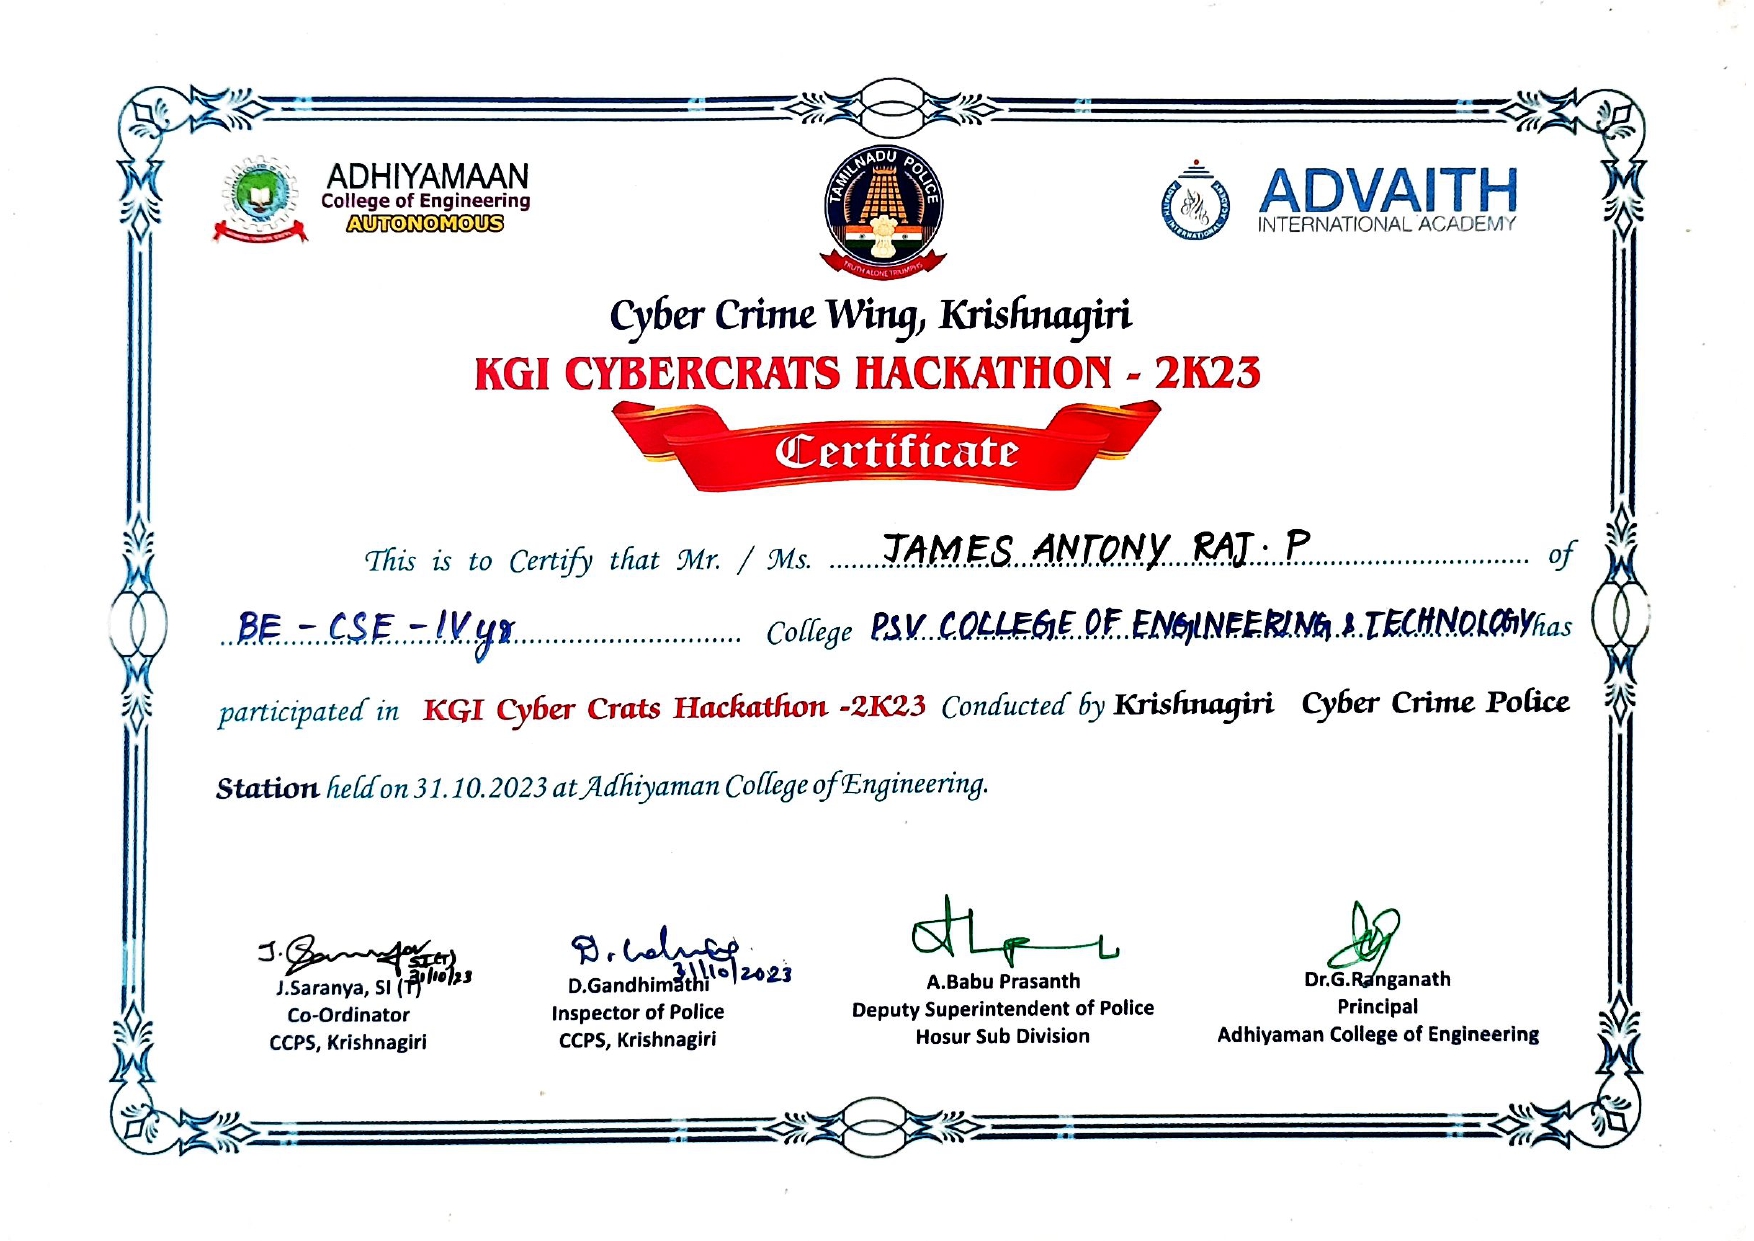 ADHIYAMAAN
College of Engineering
AUTONOMOUS
TAMILNADU POLICE
TRUTH ALONE TRIUMPHS
ADVAITH
INTERNATIONAL ACADEMY
Cyber Crime Wing, Krishnagiri
KGI CYBERCRATS HACKATHON - 2K23
Certificate
This is to Certify that Mr. / Ms. JAMES ANTONY RAJ. P of
BE - CSE - IV yr College PSV COLLEGE OF ENGINEERING & TECHNOLOGY has
participated in KGI Cyber Crats Hackathon -2K23 Conducted by Krishnagiri Cyber Crime Police
Station held on 31.10.2023 at Adhiyaman College of Engineering.
31/10/23
31/10/2023
J.Saranya, SI (T)
Co-Ordinator
CCPS, Krishnagiri
D.Gandhimathi
Inspector of Police
CCPS, Krishnagiri
A.Babu Prasanth
Deputy Superintendent of Police
Hosur Sub Division
Dr.G.Ranganath
Principal
Adhiyaman College of Engineering